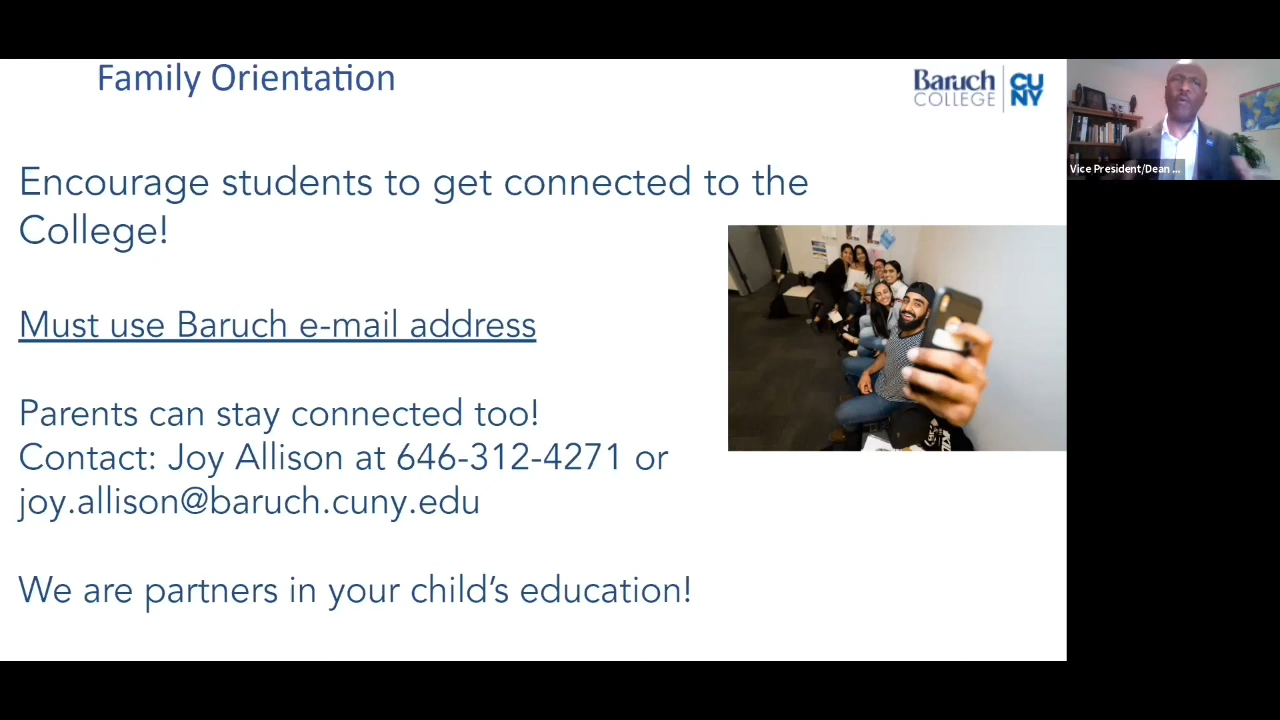 Family Orientation
Baruch
COLLEGE
CU
NY
Vice President/Dean ...
Encourage students to get connected to the
College!
Must use Baruch e-mail address
Parents can stay connected too!
Contact: Joy Allison at 646-312-4271 or
joy.allison@baruch.cuny.edu
We are partners in your child’s education!